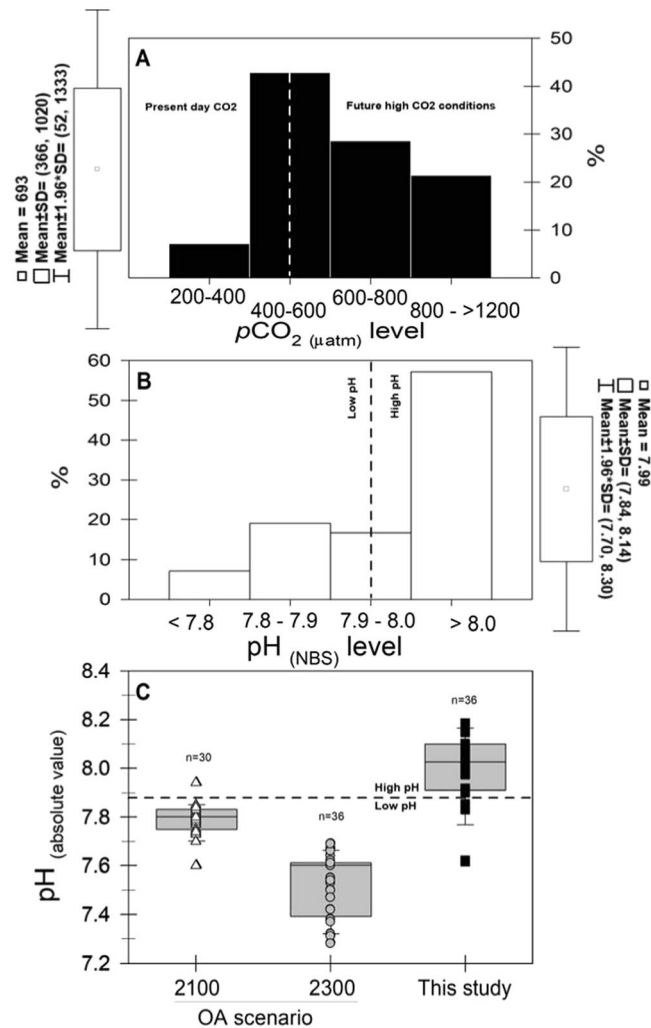 A
Present day CO2
Future high CO2 conditions
50
40
30
20
10
0
%
Mean = 693
Mean±SD= (366, 1020)
Mean±1.96*SD= (52, 1333)
200-400
400-600
600-800
800 - >1200
pCO2 (µatm) level
B
60
50
40
30
20
10
0
%
Low pH
High pH
Mean = 7.99
Mean±SD= (7.84, 8.14)
Mean±1.96*SD= (7.70, 8.30)
< 7.8
7.8 - 7.9
7.9 - 8.0
> 8.0
pH (NBS) level
C
8.4
8.2
8.0
7.8
7.6
7.4
7.2
pH (absolute value)
n=30
n=36
n=36
High pH
Low pH
2100
2300
This study
OA scenario